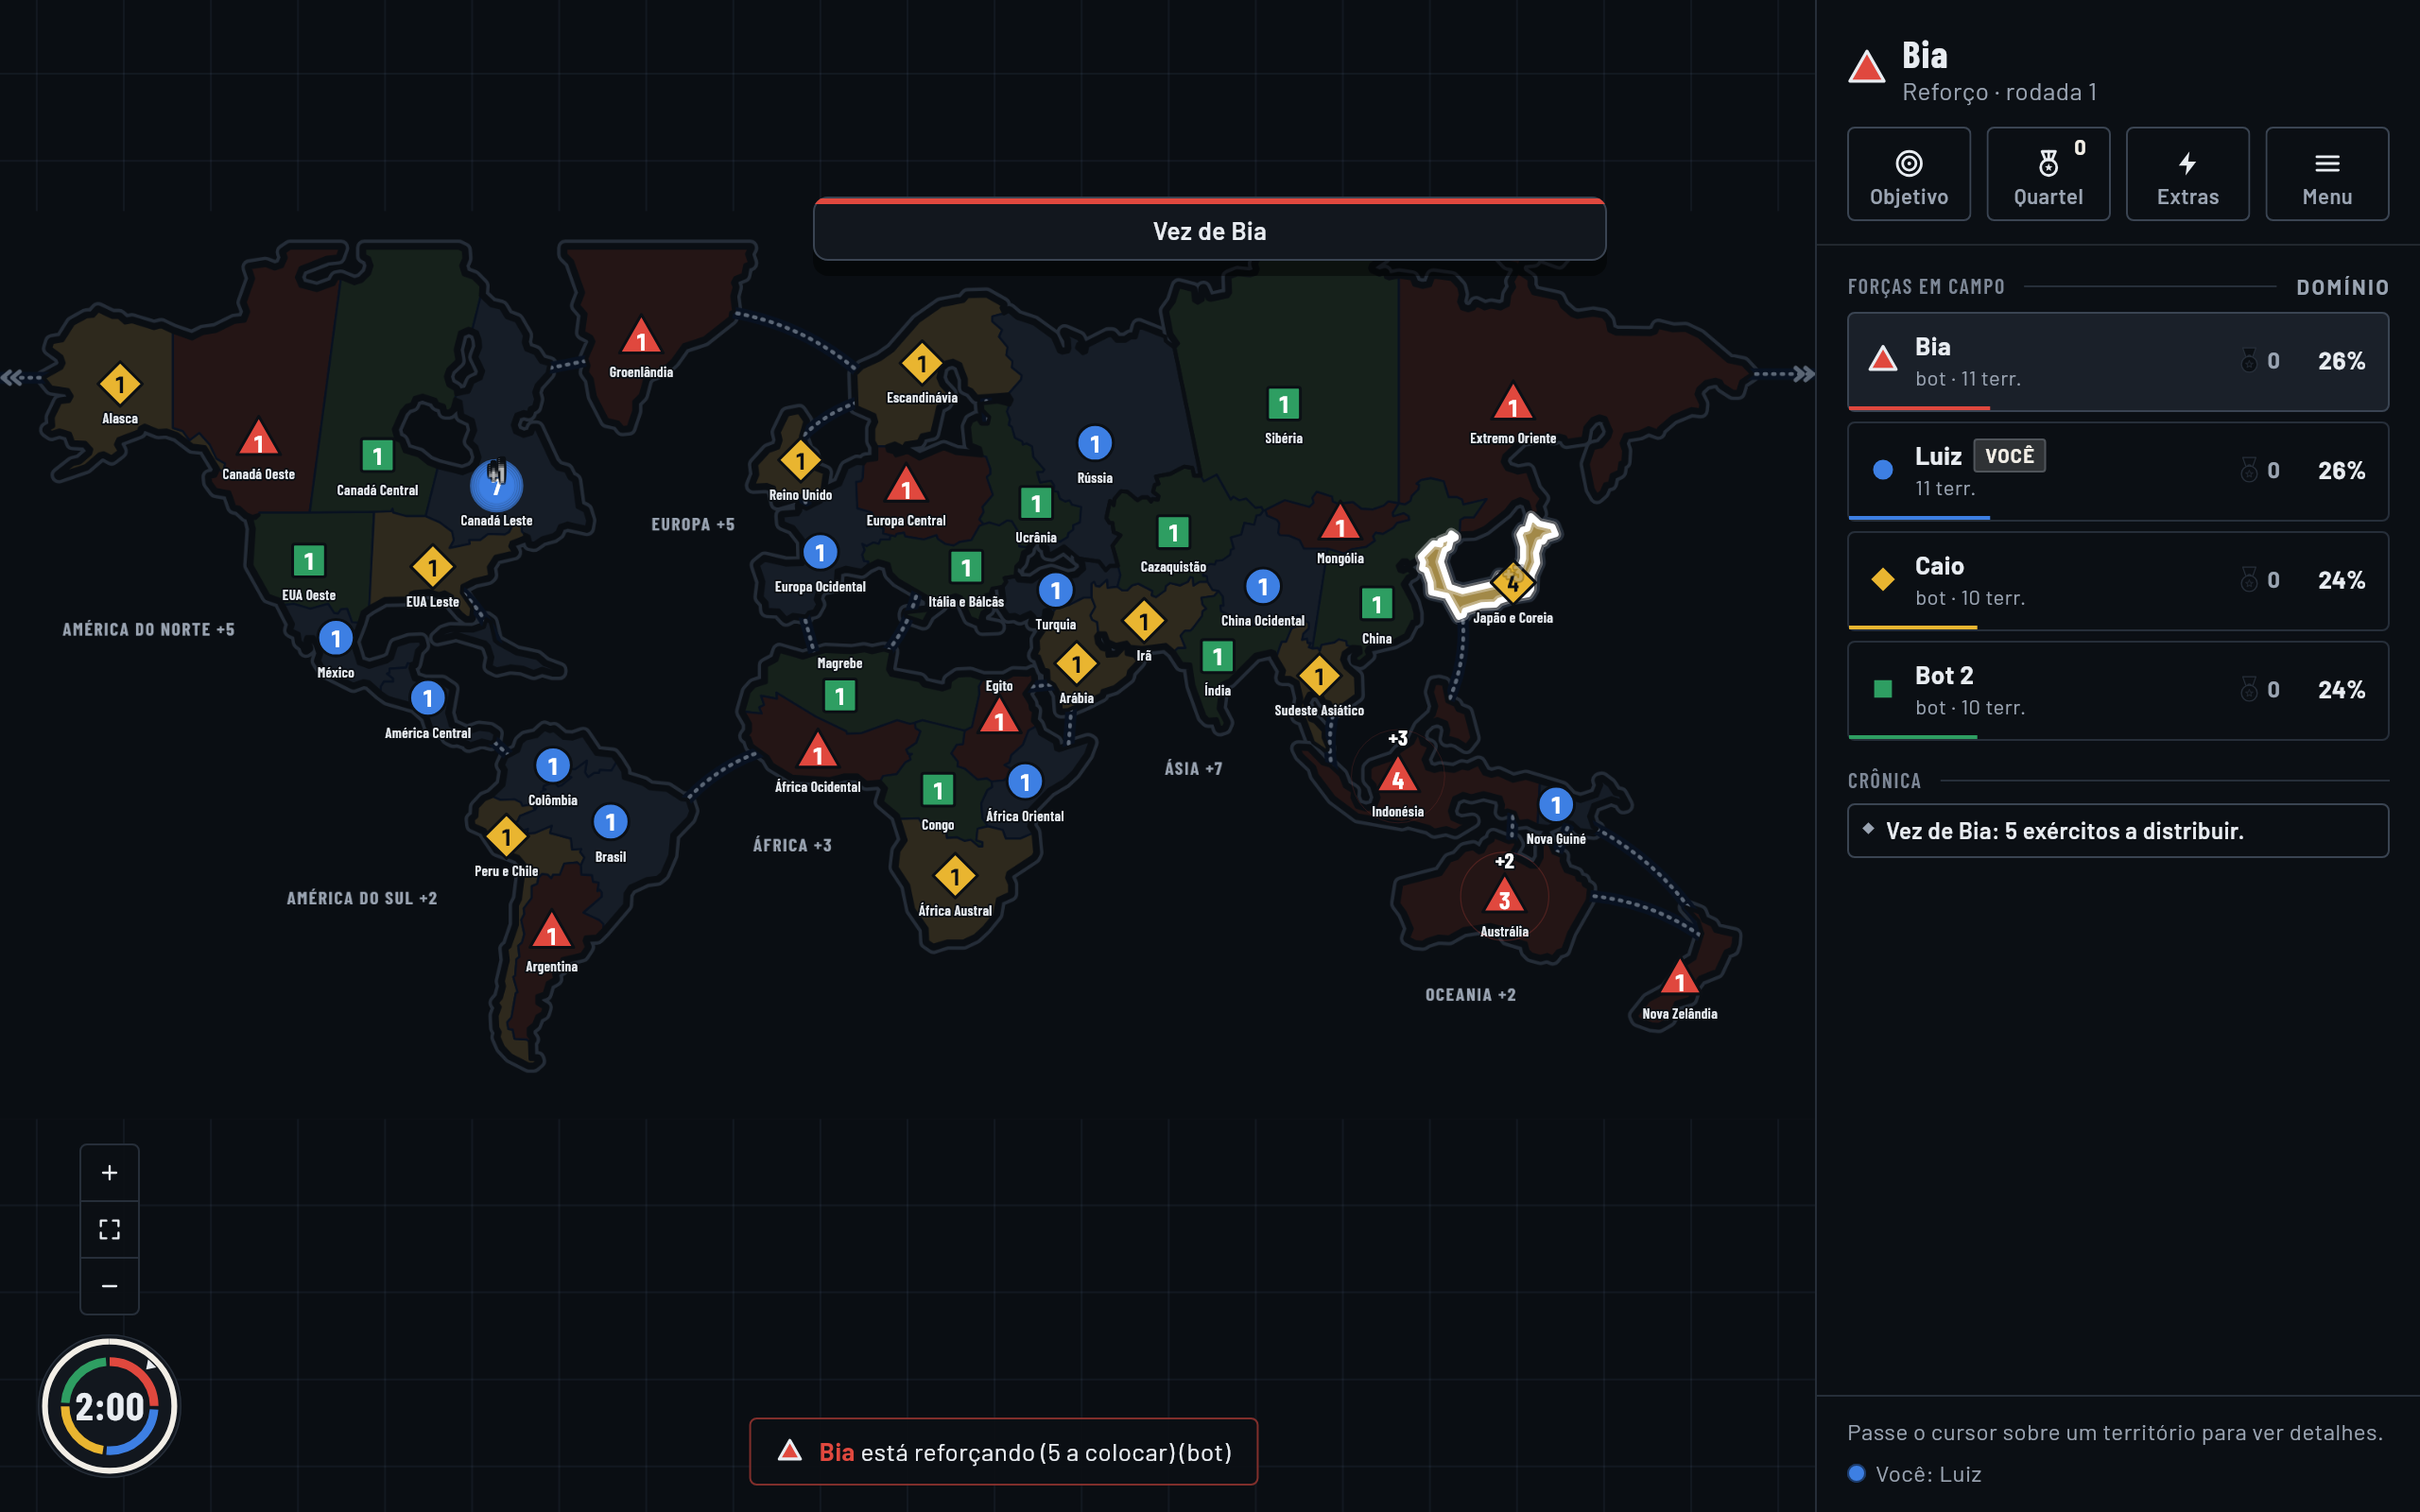 Bia
Reforço · rodada 1
Objetivo
0
Quartel
Extras
Menu
Vez de Bia
FORÇAS EM CAMPO
DOMÍNIO
Bia
bot · 11 terr.
0
26%
Luiz
VOCÊ
11 terr.
0
26%
Caio
bot · 10 terr.
0
24%
Bot 2
bot · 10 terr.
0
24%
CRÔNICA
Vez de Bia: 5 exércitos a distribuir.
1
Alasca
1
Canadá Oeste
1
Canadá Central
Canadá Leste
1
Groenlândia
1
EUA Oeste
1
EUA Leste
1
México
1
América Central
AMÉRICA DO NORTE +5
1
Colômbia
1
Brasil
1
Peru e Chile
1
Argentina
AMÉRICA DO SUL +2
EUROPA +5
1
Escandinávia
1
Reino Unido
1
Europa Central
1
Europa Ocidental
1
Ucrânia
1
Itália e Bálcãs
1
Rússia
1
Sibéria
1
Extremo Oriente
1
Cazaquistão
1
Mongólia
4
Japão e Coreia
1
Turquia
1
China Ocidental
1
China
1
Irã
1
Arábia
1
Índia
1
Sudeste Asiático
ÁSIA +7
Magrebe
1
Egito
1
1
África Ocidental
1
Congo
1
África Oriental
1
África Austral
ÁFRICA +3
+3
4
Indonésia
1
Nova Guiné
+2
3
Austrália
1
Nova Zelândia
OCEANIA +2
+
−
2:00
Bia está reforçando (5 a colocar) (bot)
Passe o cursor sobre um território para ver detalhes.
Você: Luiz